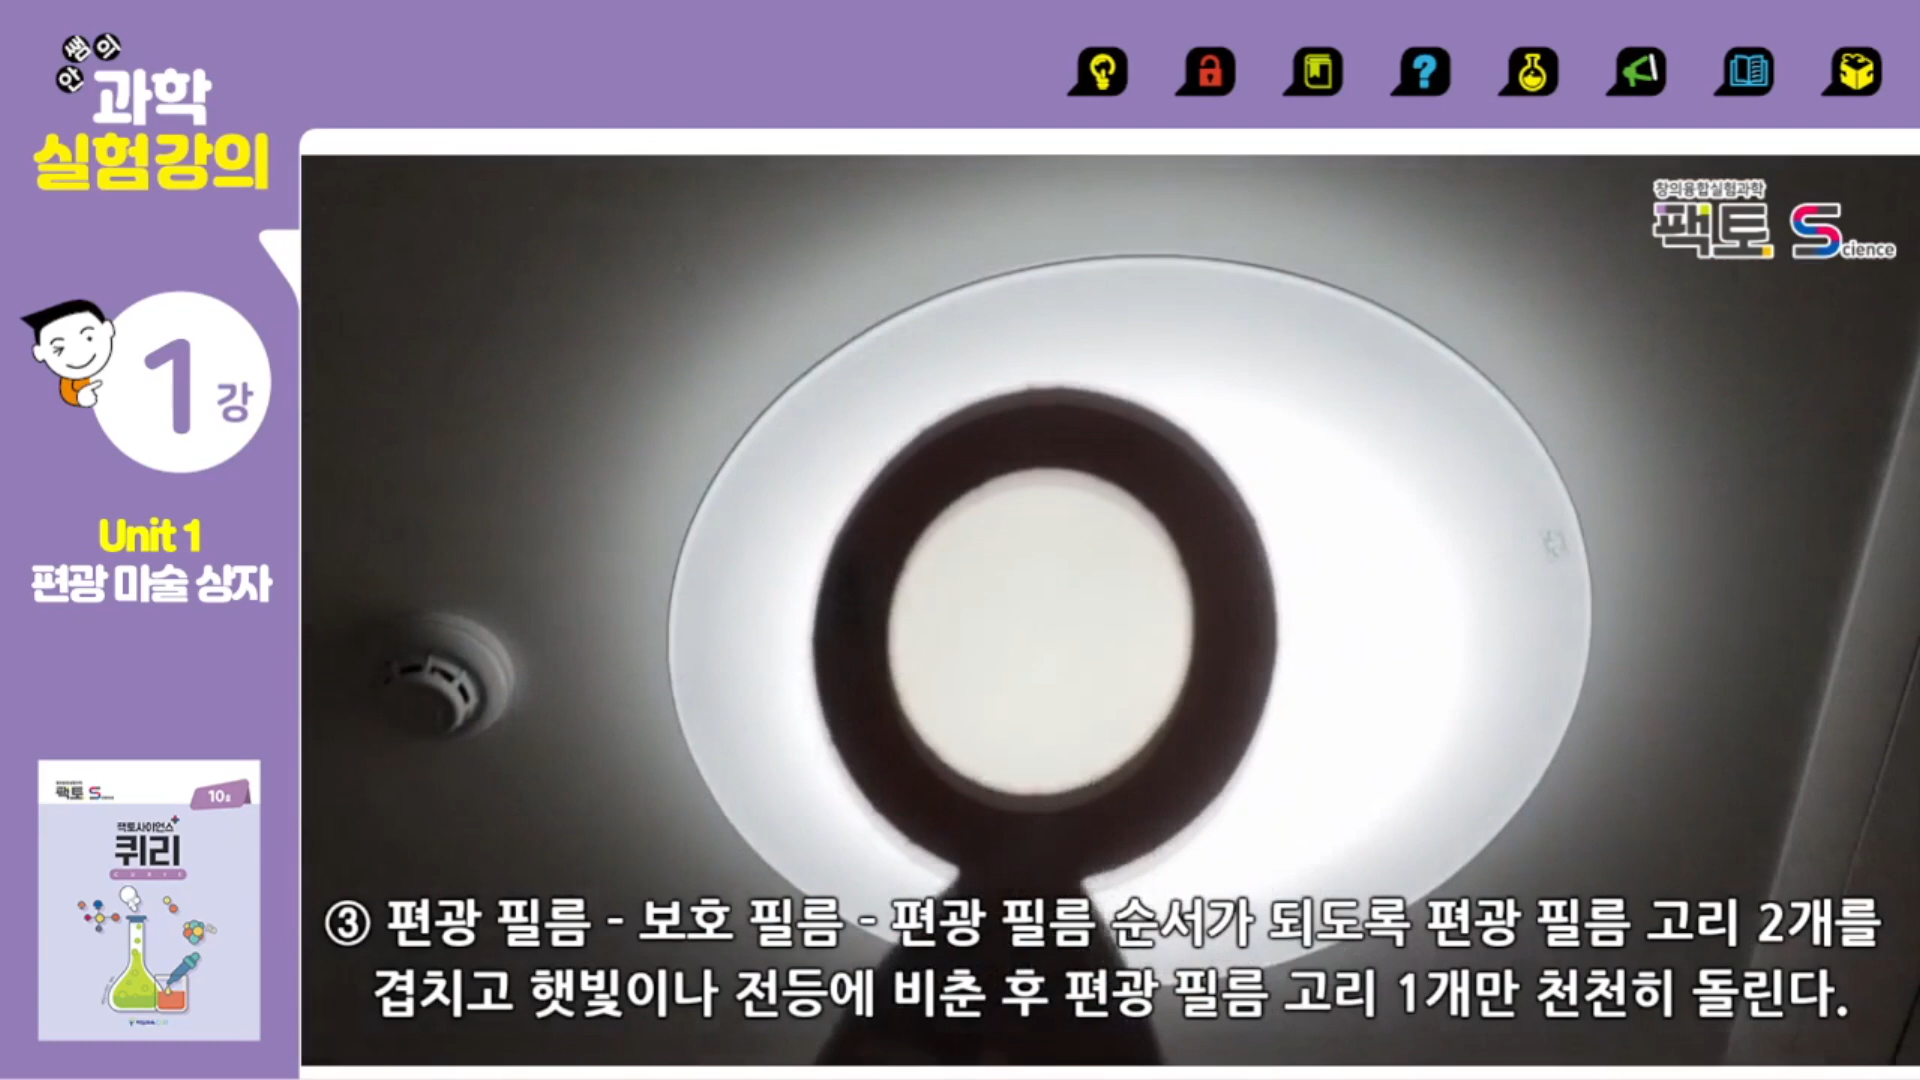 안쌤의
과학
실험강의
1강
Unit 1
편광 마술 상자
창의융합실험과학
팩토 Science
팩토 S
10호
팩토사이언스+
퀴리
CURIE
③ 편광 필름 - 보호 필름 - 편광 필름 순서가 되도록 편광 필름 고리 2개를
겹치고 햇빛이나 전등에 비춘 후 편광 필름 고리 1개만 천천히 돌린다.